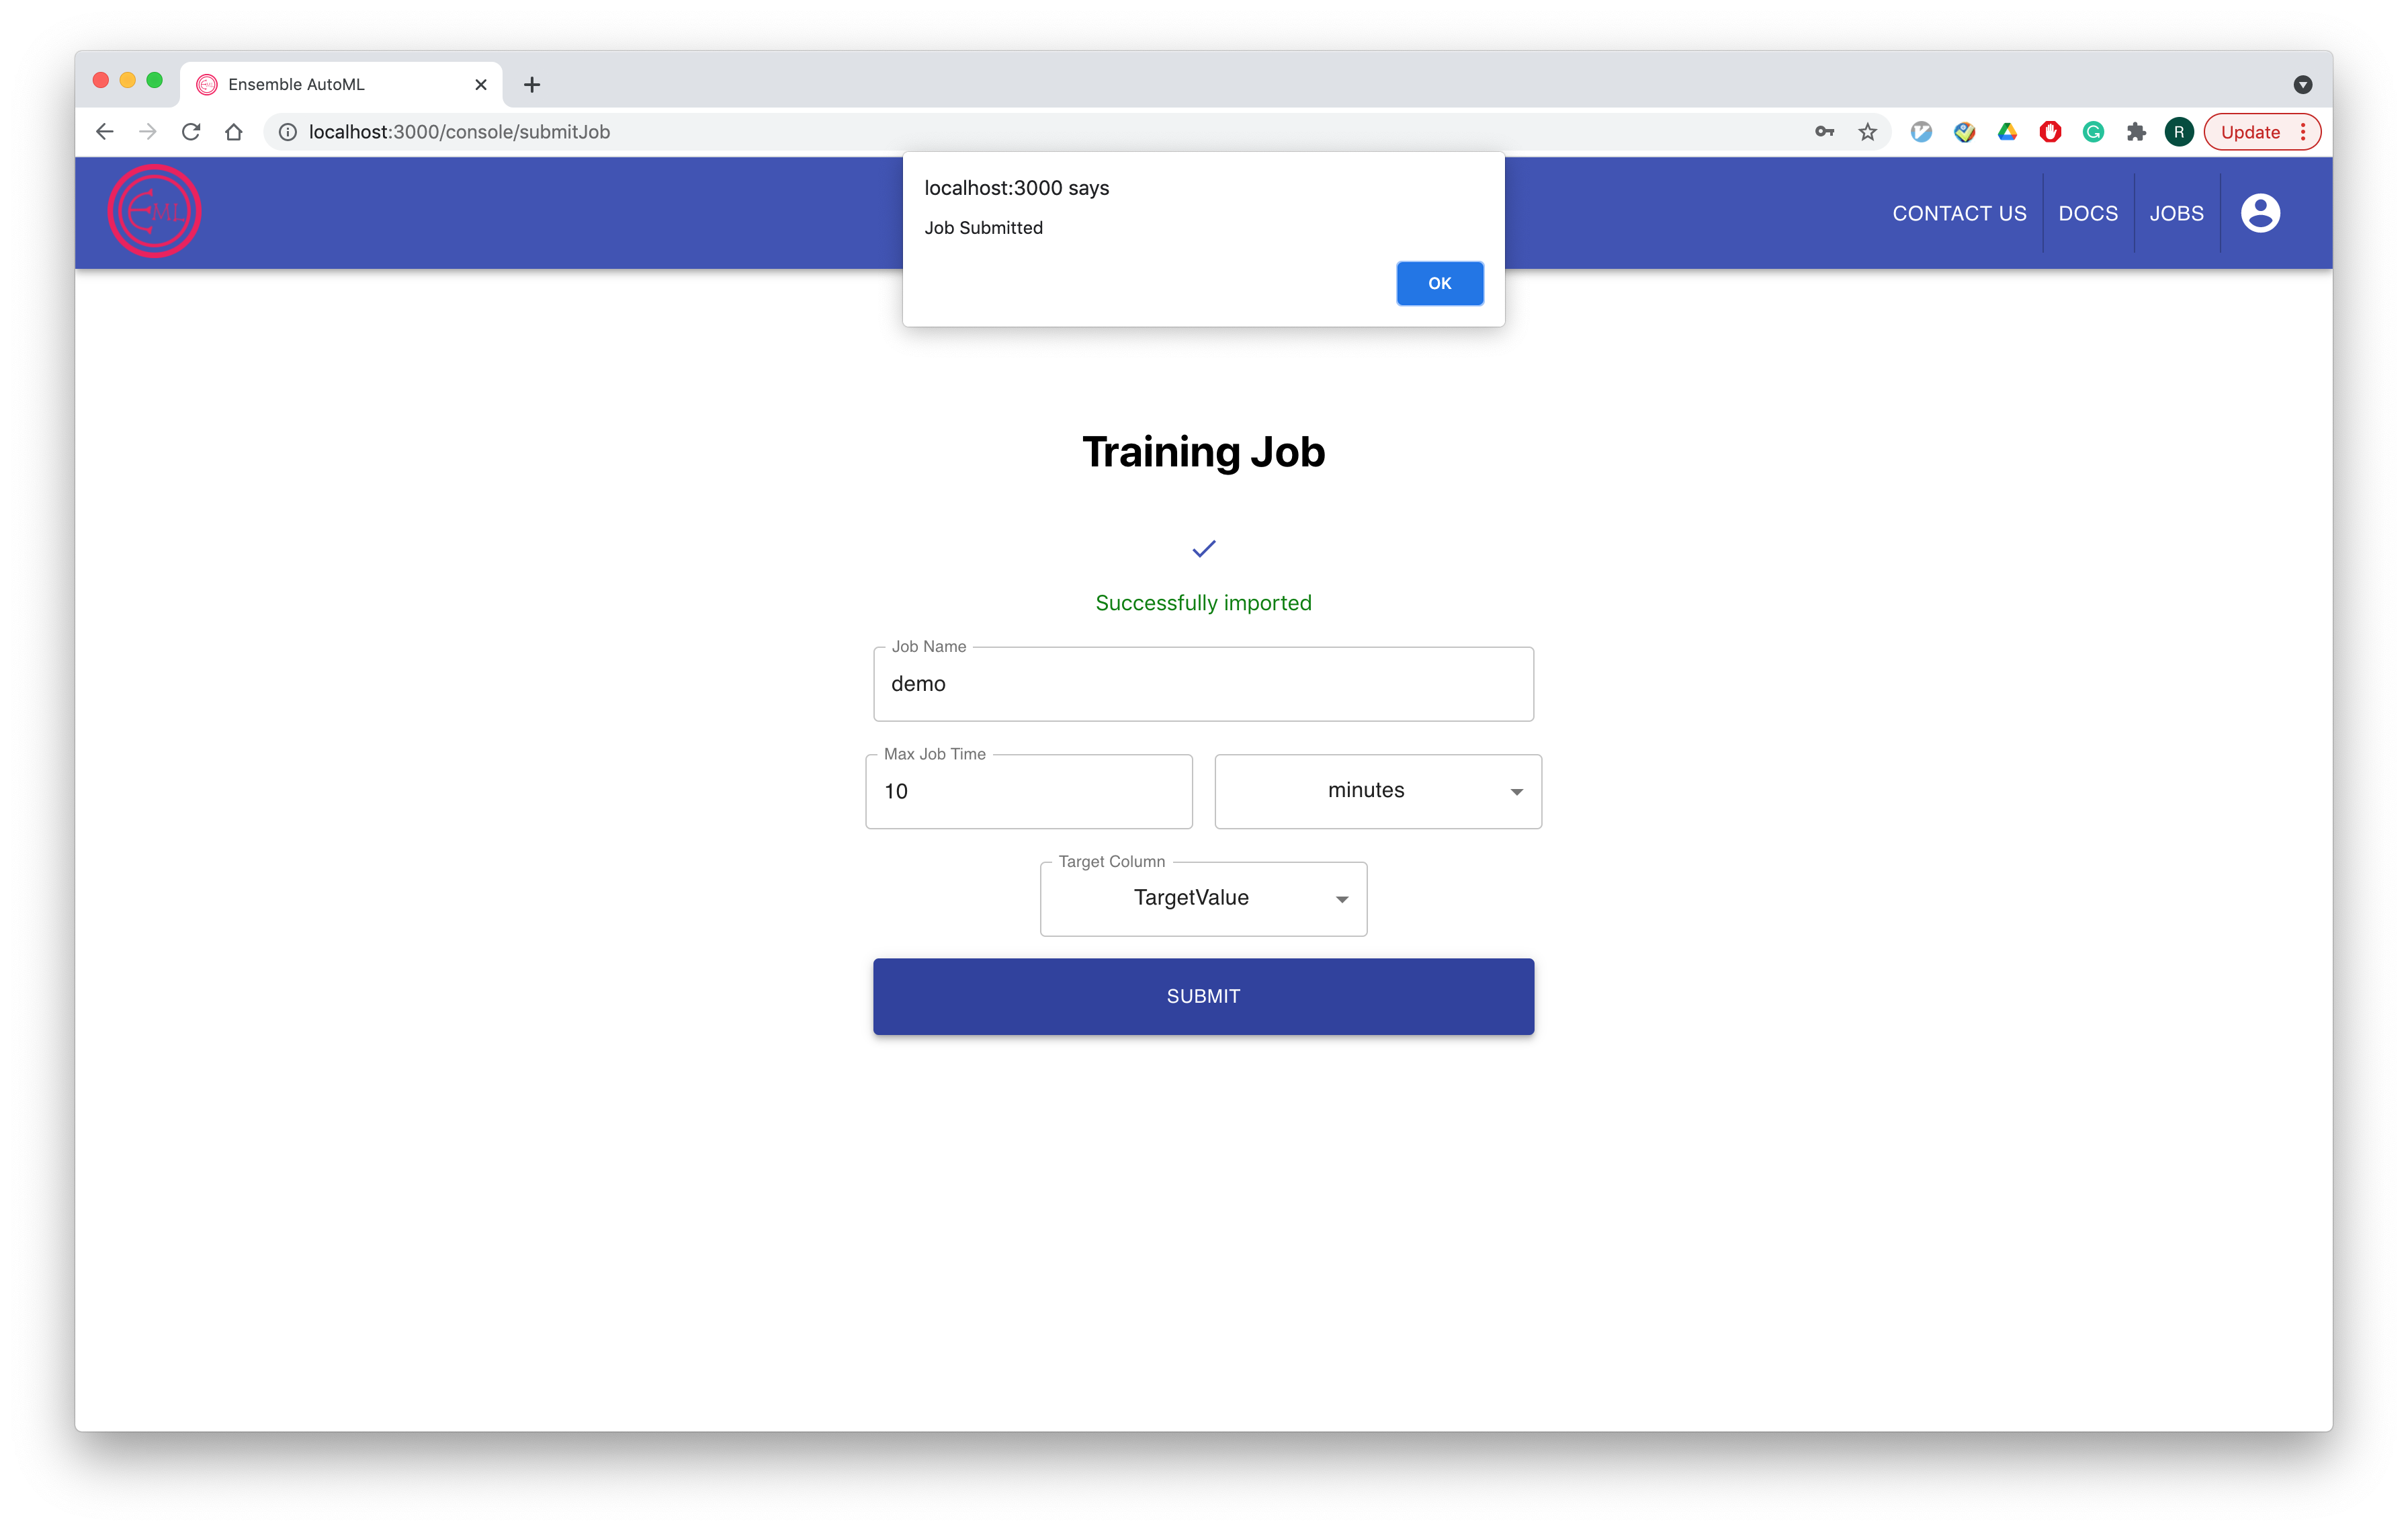 Ensemble AutoML
localhost:3000/console/submitJob
R
Update
EML
localhost:3000 says
Job Submitted
OK
CONTACT US
DOCS
JOBS
Training Job
Successfully imported
Job Name
demo
Max Job Time
10
minutes
Target Column
TargetValue
SUBMIT